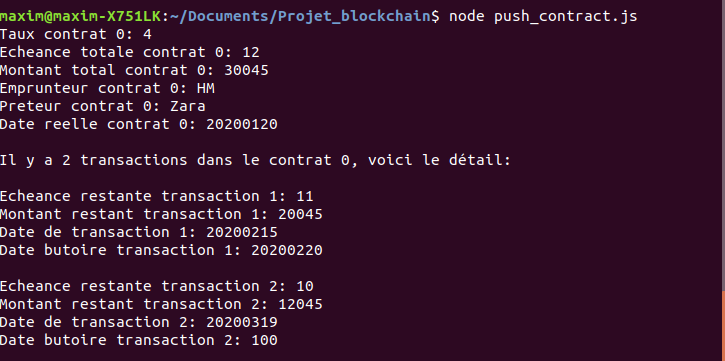 maxim@maxim-X751LK:~/Documents/Projet_blockchain$ node push_contract.js
Taux contrat 0: 4
Echeance totale contrat 0: 12
Montant total contrat 0: 30045
Emprunteur contrat 0: HM
Preteur contrat 0: Zara
Date reelle contrat 0: 20200120
Il y a 2 transactions dans le contrat 0, voici le détail:
Echeance restante transaction 1: 11
Montant restant transaction 1: 20045
Date de transaction 1: 20200215
Date butoire transaction 1: 20200220
Echeance restante transaction 2: 10
Montant restant transaction 2: 12045
Date de transaction 2: 20200319
Date butoire transaction 2: 100